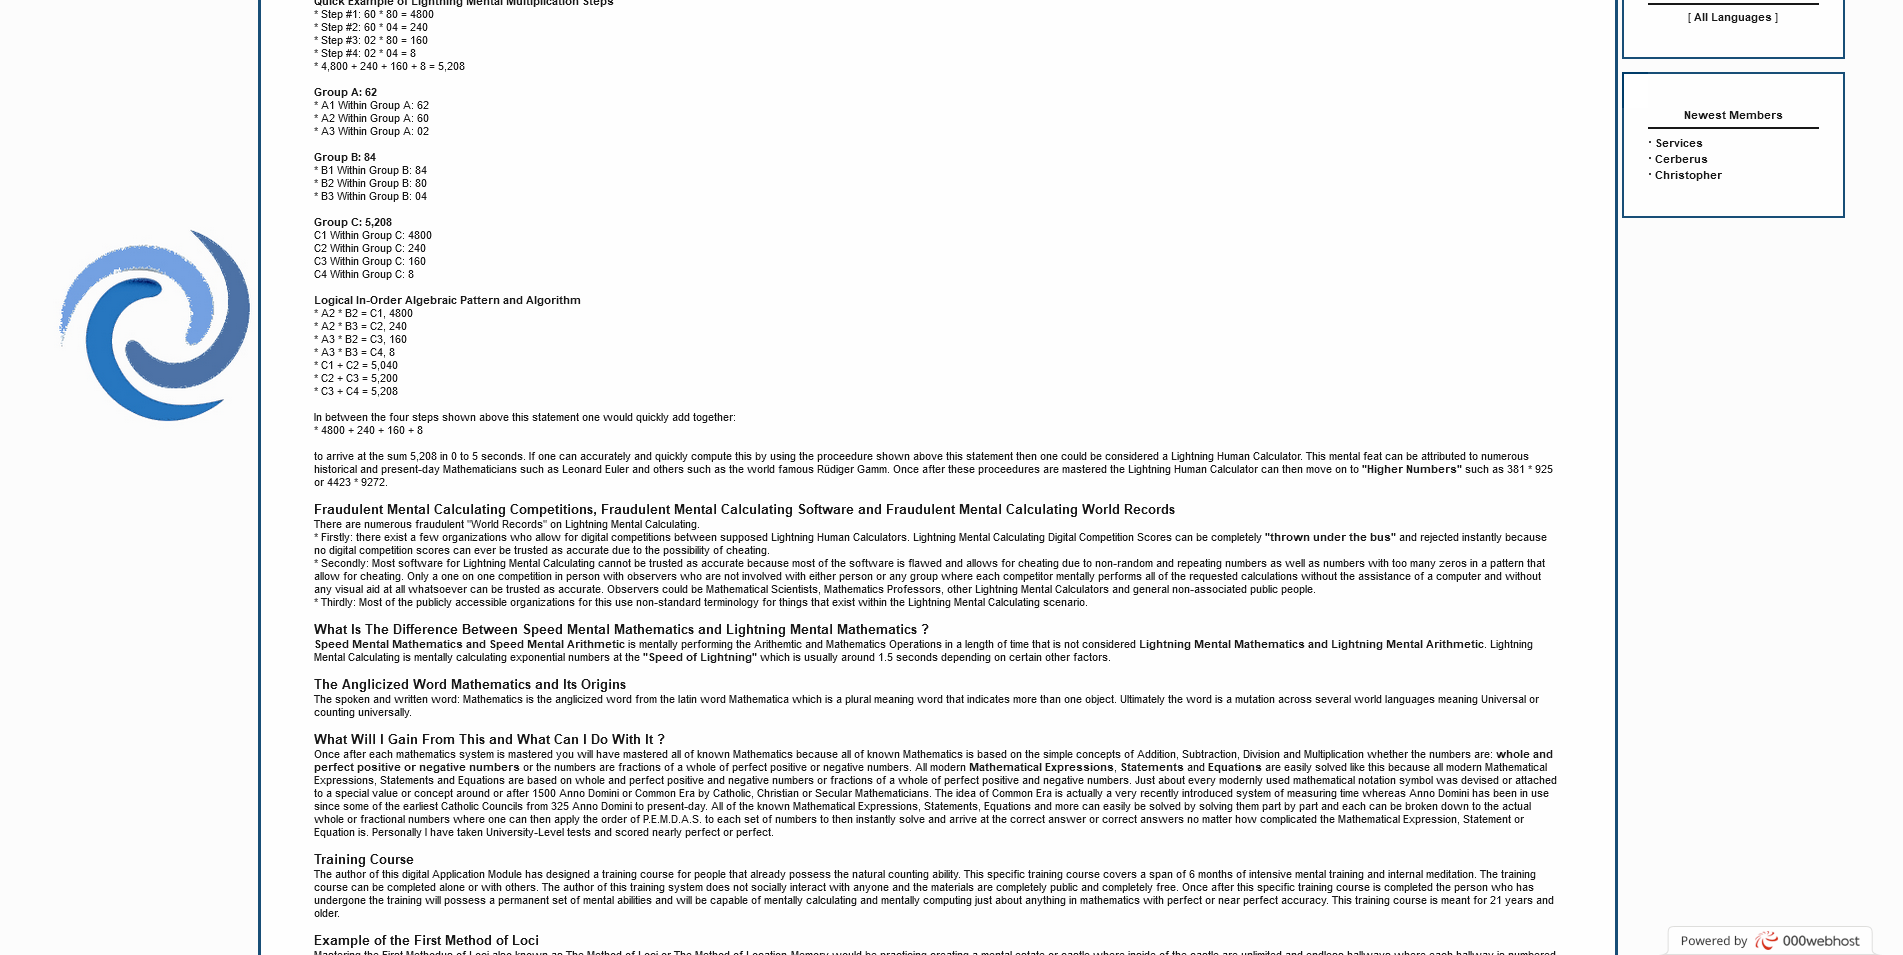 Quick Example of Lightning Mental Multiplication Steps
* Step #1: 60 * 80 = 4800
* Step #2: 60 * 04 = 240
* Step #3: 02 * 80 = 160
* Step #4: 02 * 04 = 8
* 4,800 + 240 + 160 + 8 = 5,208
Group A: 62
* A1 Within Group A: 62
* A2 Within Group A: 60
* A3 Within Group A: 02
Group B: 84
* B1 Within Group B: 84
* B2 Within Group B: 80
* B3 Within Group B: 04
Group C: 5,208
C1 Within Group C: 4800
C2 Within Group C: 240
C3 Within Group C: 160
C4 Within Group C: 8
Logical In-Order Algebraic Pattern and Algorithm
* A2 * B2 = C1, 4800
* A2 * B3 = C2, 240
* A3 * B2 = C3, 160
* A3 * B3 = C4, 8
* C1 + C2 = 5,040
* C2 + C3 = 5,200
* C3 + C4 = 5,208
In between the four steps shown above this statement one would quickly add together:
* 4800 + 240 + 160 + 8
to arrive at the sum 5,208 in 0 to 5 seconds. If one can accurately and quickly compute this by using the proceedure shown above this statement then one could be considered a Lightning Human Calculator. This mental feat can be attributed to numerous
historical and present-day Mathematicians such as Leonard Euler and others such as the world famous Rüdiger Gamm. Once after these proceedures are mastered the Lightning Human Calculator can then move on to "Higher Numbers" such as 381 * 925
or 4423 * 9272.
Fraudulent Mental Calculating Competitions, Fraudulent Mental Calculating Software and Fraudulent Mental Calculating World Records
There are numerous fraudulent "World Records" on Lightning Mental Calculating.
* Firstly: there exist a few organizations who allow for digital competitions between supposed Lightning Human Calculators. Lightning Mental Calculating Digital Competition Scores can be completely "thrown under the bus" and rejected instantly because
no digital competition scores can ever be trusted as accurate due to the possibility of cheating.
* Secondly: Most software for Lightning Mental Calculating cannot be trusted as accurate because most of the software is flawed and allows for cheating due to non-random and repeating numbers as well as numbers with too many zeros in a pattern that
allow for cheating. Only a one on one competition in person with observers who are not involved with either person or any group where each competitor mentally performs all of the requested calculations without the assistance of a computer and without
any visual aid at all whatsoever can be trusted as accurate. Observers could be Mathematical Scientists, Mathematics Professors, other Lightning Mental Calculators and general non-associated public people.
* Thirdly: Most of the publicly accessible organizations for this use non-standard terminology for things that exist within the Lightning Mental Calculating scenario.
What Is The Difference Between Speed Mental Mathematics and Lightning Mental Mathematics ?
Speed Mental Mathematics and Speed Mental Arithmetic is mentally performing the Arihemtic and Mathematics Operations in a length of time that is not considered Lightning Mental Mathematics and Lightning Mental Arithmetic. Lightning
Mental Calculating is mentally calculating exponential numbers at the "Speed of Lightning" which is usually around 1.5 seconds depending on certain other factors.
The Anglicized Word Mathematics and Its Origins
The spoken and written word: Mathematics is the anglicized word from the latin word Mathematica which is a plural meaning word that indicates more than one object. Ultimately the word is a mutation across several world languages meaning Universal or
counting universally.
What Will I Gain From This and What Can I Do With It ?
Once after each mathematics system is mastered you will have mastered all of known Mathematics because all of known Mathematics is based on the simple concepts of Addition, Subtraction, Division and Multiplication whether the numbers are: whole and
perfect positive or negative numbers or the numbers are fractions of a whole of perfect positive or negative numbers. All modern Mathematical Expressions, Statements and Equations are easily solved like this because all modern Mathematical
Expressions, Statements and Equations are based on whole and perfect positive and negative numbers or fractions of a whole of perfect positive and negative numbers. Just about every modernly used mathematical notation symbol was devised or attached
to a special value or concept around or after 1500 Anno Domini or Common Era by Catholic, Christian or Secular Mathematicians. The idea of Common Era is actually a very recently introduced system of measuring time whereas Anno Domini has been in use
since some of the earliest Catholic Councils from 325 Anno Domini to present-day. All of the known Mathematical Expressions, Statements, Equations and more can easily be solved by solving them part by part and each can be broken down to the actual
whole or fractional numbers where one can then apply the order of P.E.M.D.A.S. to each set of numbers to then instantly solve and arrive at the correct answer or correct answers no matter how complicated the Mathematical Expression, Statement or
Equation is. Personally I have taken University-Level tests and scored nearly perfect or perfect.
Training Course
The author of this digital Application Module has designed a training course for people that already possess the natural counting ability. This specific training course covers a span of 6 months of intensive mental training and internal meditation. The training
course can be completed alone or with others. The author of this training system does not socially interact with anyone and the materials are completely public and completely free. Once after this specific training course is completed the person who has
undergone the training will possess a permanent set of mental abilities and will be capable of mentally calculating and mentally computing just about anything in mathematics with perfect or near perfect accuracy. This training course is meant for 21 years and
older.
Example of the First Method of Loci
Mastering the First Methodus of Loci also known as The Method of Loci or The Method of Location Memory would be practicing creating a mental estate or castle where inside of the castle are unlimited and endless hallways where each hallway is numbered
[ All Languages ]
Newest Members
· Services
· Cerberus
· Christopher
Powered by 000webhost